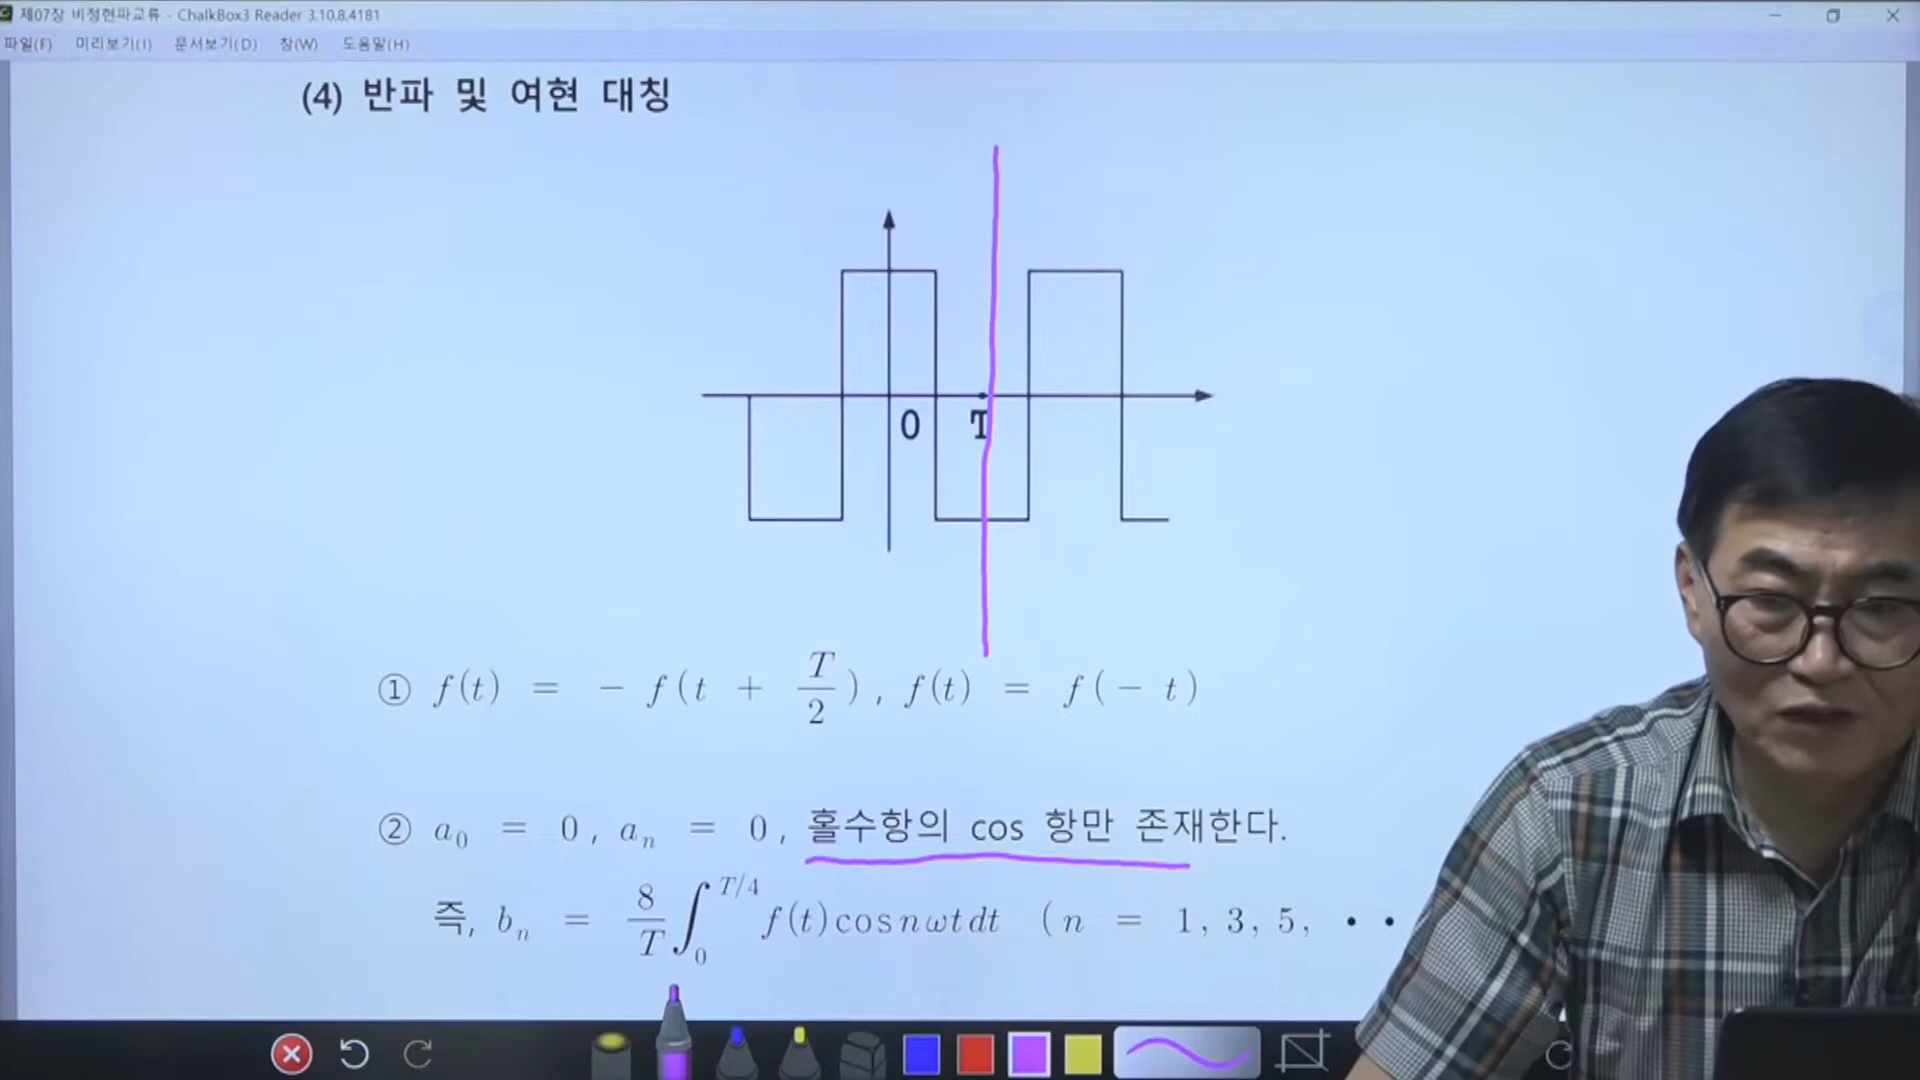 제07장 비정현파교류 - ChalkBox3 Reader 3.10.8.4181
파일(F) 미리보기(I) 문서보기(D) 창(W) 도움말(H)
(4) 반파 및 여현 대칭
0 T
① f(t) = - f(t + T/2), f(t) = f(- t)
② a₀ = 0, aₙ = 0, 홀수항의 cos 항만 존재한다.
즉, bₙ = 8/T ∫₀^{T/4} f(t)cosnωtdt (n = 1, 3, 5, • •